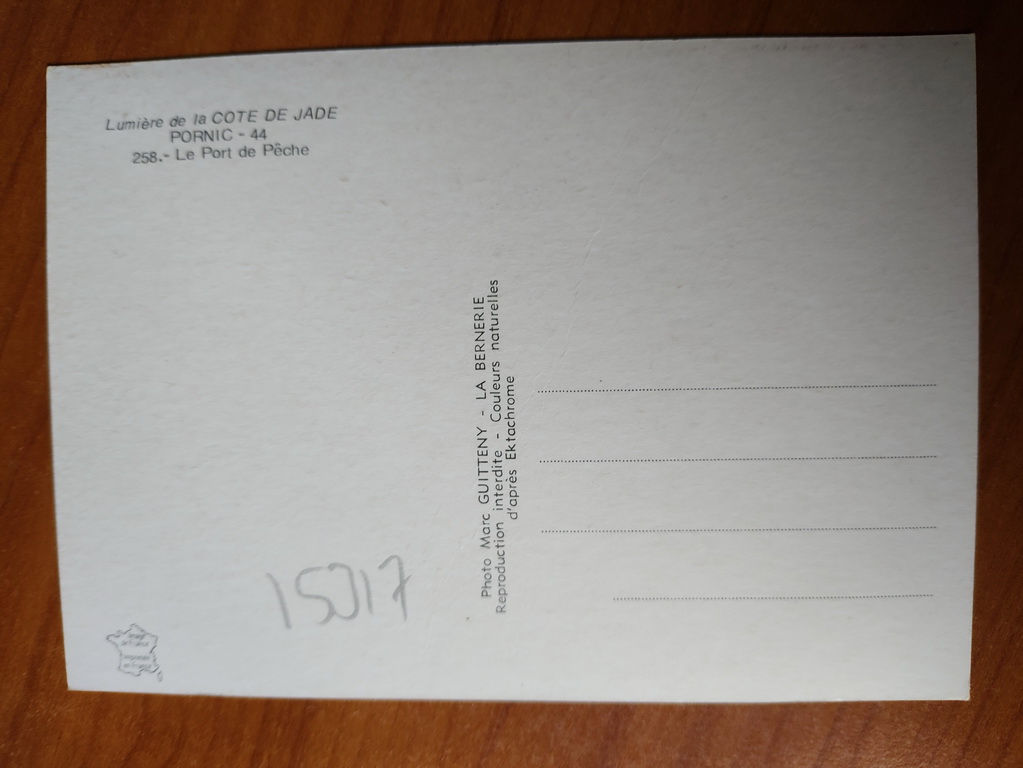 Lumière de la COTE DE JADE
PORNIC - 44
258.- Le Port de Pêche
Photo Marc GUITTENY - LA BERNERIE
Reproduction interdite - Couleurs naturelles
d'après Ektachrome
15017